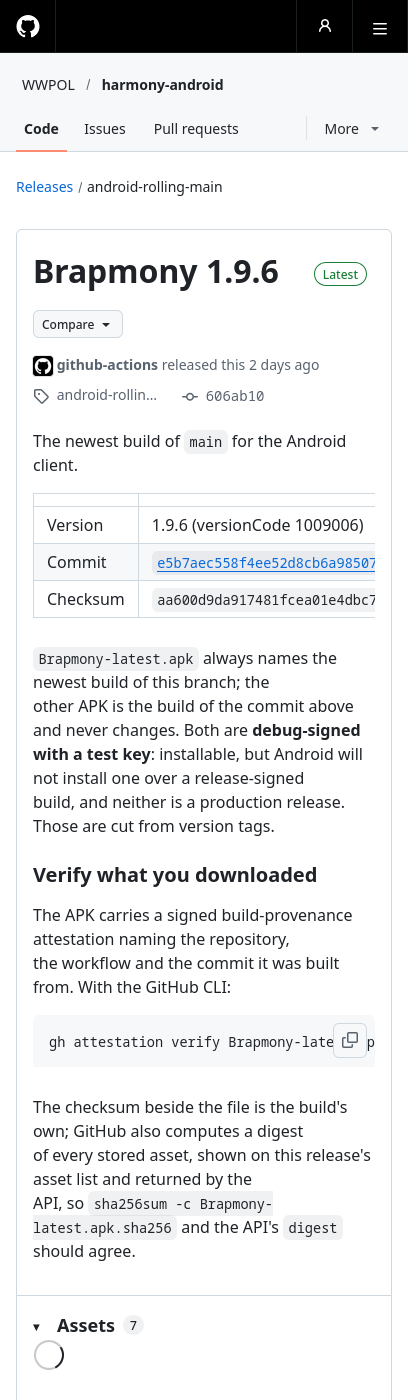 WWPOL / harmony-android
Code Issues Pull requests More
Releases / android-rolling-main
Brapmony 1.9.6 Latest
Compare
github-actions released this 2 days ago
android-rollin... 606ab10
The newest build of main for the Android
client.
Version 1.9.6 (versionCode 1009006)
Commit e5b7aec558f4ee52d8cb6a98507
Checksum aa600d9da917481fcea01e4dbc7
Brapmony-latest.apk always names the
newest build of this branch; the
other APK is the build of the commit above
and never changes. Both are debug-signed
with a test key: installable, but Android will
not install one over a release-signed
build, and neither is a production release.
Those are cut from version tags.
Verify what you downloaded
The APK carries a signed build-provenance
attestation naming the repository,
the workflow and the commit it was built
from. With the GitHub CLI:
gh attestation verify Brapmony-late
The checksum beside the file is the build's
own; GitHub also computes a digest
of every stored asset, shown on this release's
asset list and returned by the
API, so sha256sum -c Brapmony-
latest.apk.sha256 and the API's digest
should agree.
Assets 7